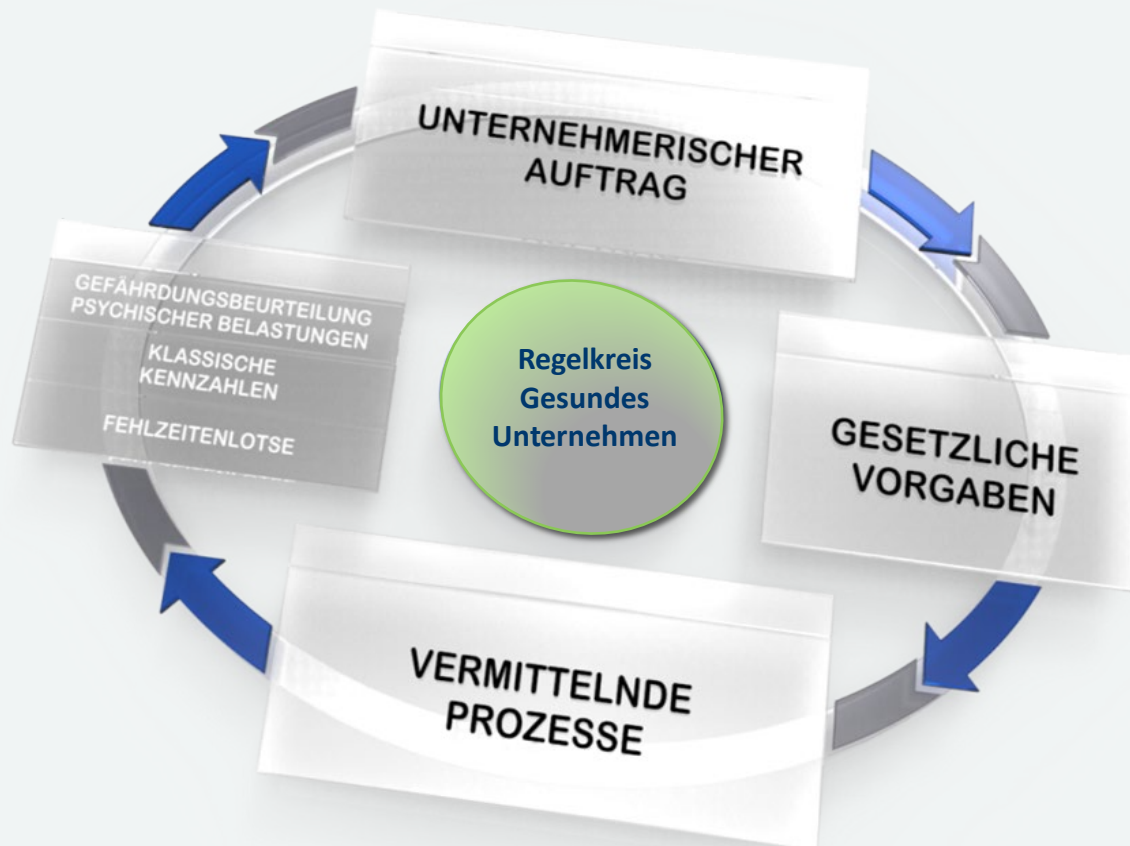 UNTERNEHMERISCHER
AUFTRAG
GEFÄHRDUNGSBEURTEILUNG
PSYCHISCHER BELASTUNGEN
KLASSISCHE
KENNZAHLEN
FEHLZEITENLOTSE
Regelkreis
Gesundes
Unternehmen
GESETZLICHE
VORGABEN
VERMITTELNDE
PROZESSE